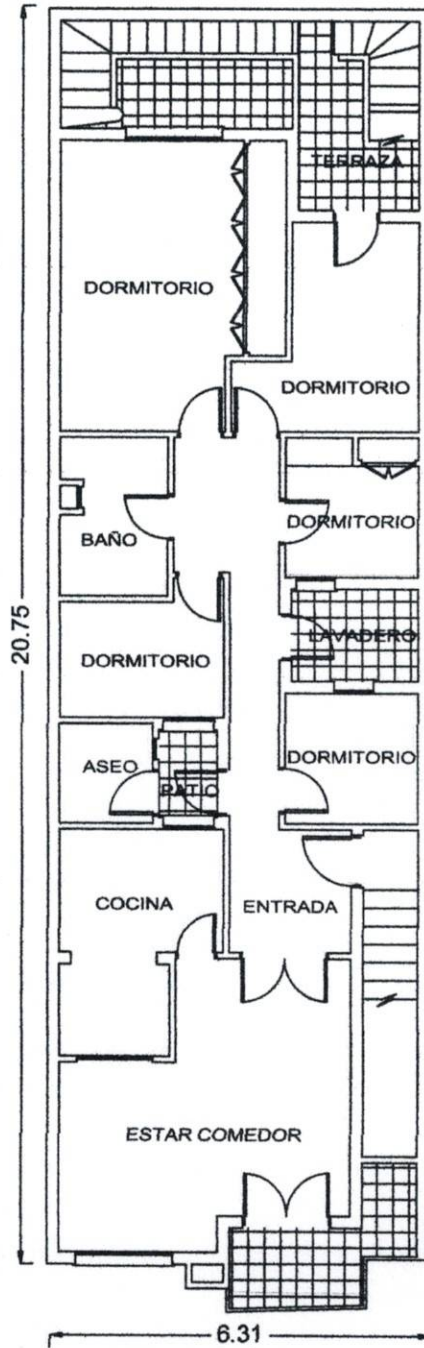 TERRAZA
DORMITORIO
DORMITORIO
DORMITORIO
BAÑO
20.75
LAVADERO
DORMITORIO
DORMITORIO
ASEO
PATIO
COCINA
ENTRADA
ESTAR COMEDOR
6.31